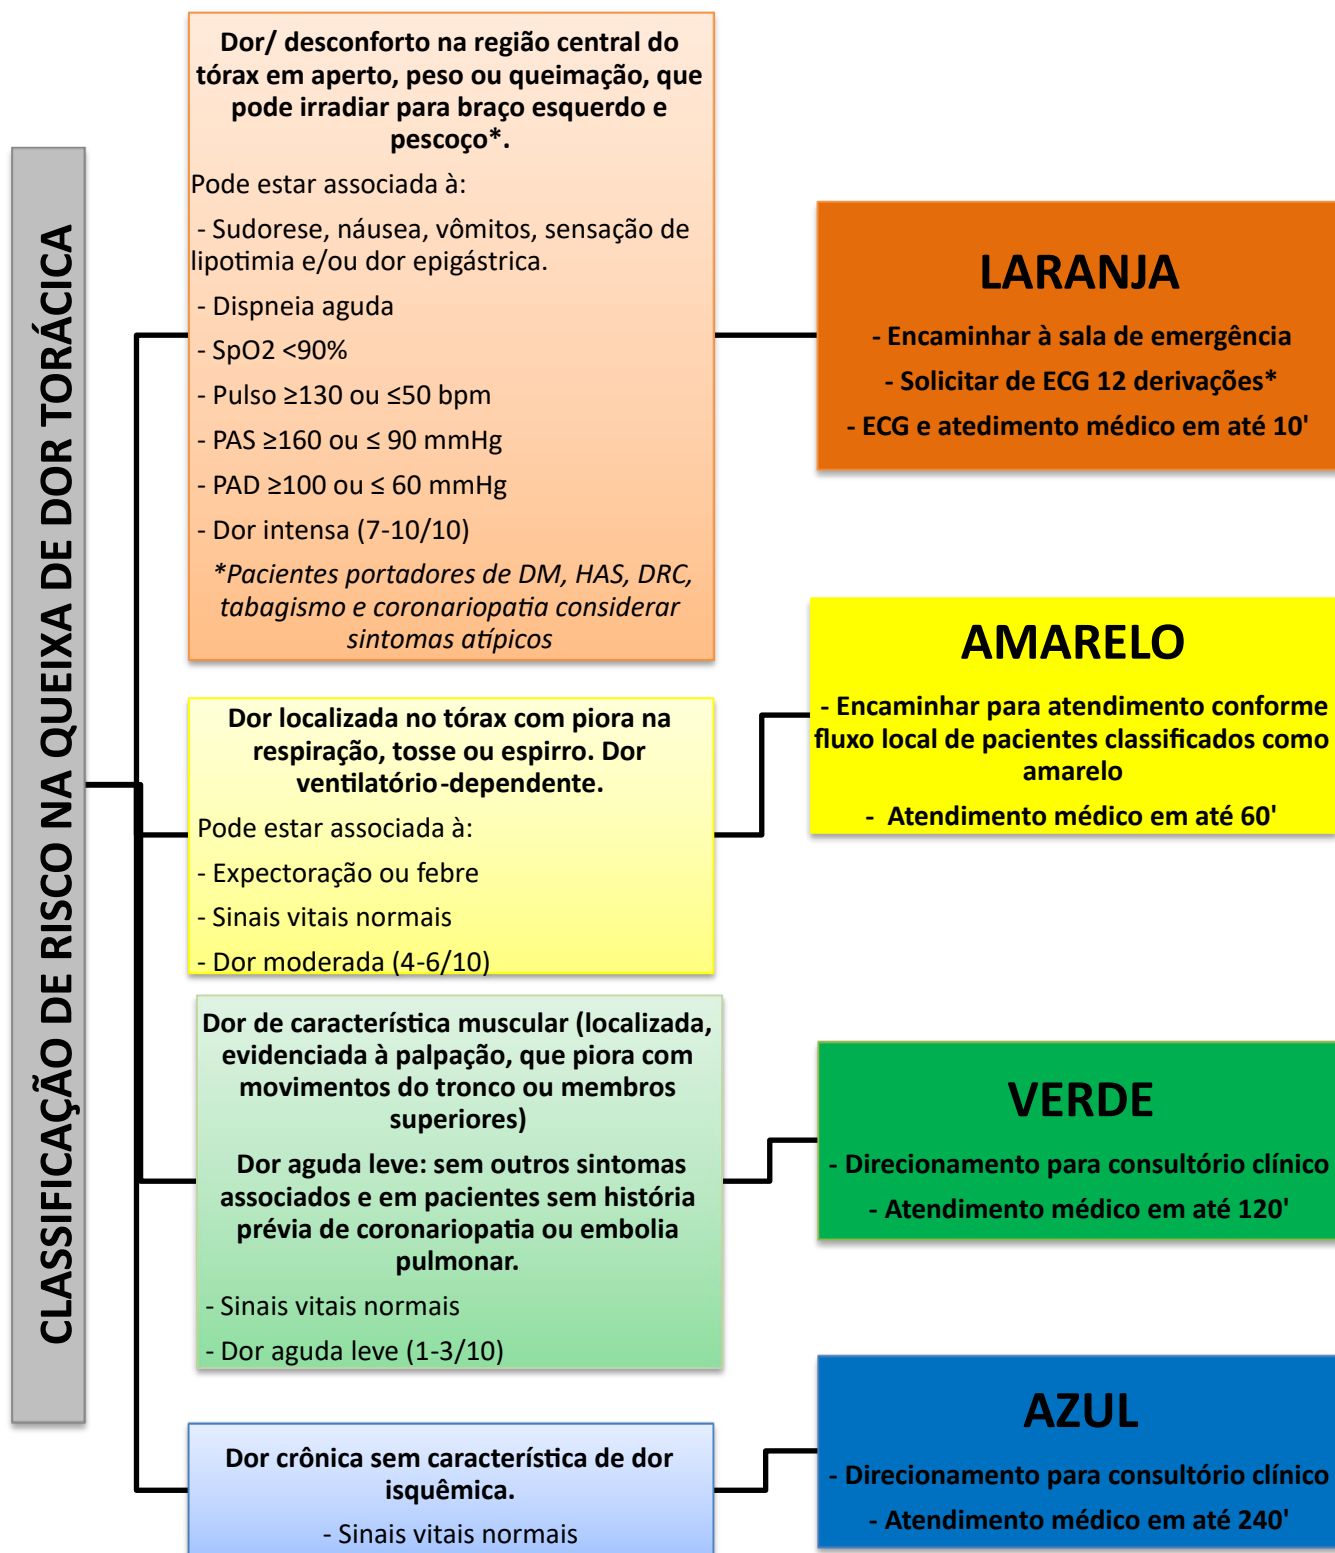 CLASSIFICAÇÃO DE RISCO NA QUEIXA DE DOR TORÁCICA
Dor/ desconforto na região central do
tórax em aperto, peso ou queimação, que
pode irradiar para braço esquerdo e
pescoço*.
Pode estar associada à:
- Sudorese, náusea, vômitos, sensação de
lipotimia e/ou dor epigástrica.
- Dispneia aguda
- SpO2 <90%
- Pulso ≥130 ou ≤50 bpm
- PAS ≥160 ou ≤ 90 mmHg
- PAD ≥100 ou ≤ 60 mmHg
- Dor intensa (7-10/10)
*Pacientes portadores de DM, HAS, DRC,
tabagismo e coronariopatia considerar
sintomas atípicos
LARANJA
- Encaminhar à sala de emergência
- Solicitar de ECG 12 derivações*
- ECG e atedimento médico em até 10'
Dor localizada no tórax com piora na
respiração, tosse ou espirro. Dor
ventilatório-dependente.
Pode estar associada à:
- Expectoração ou febre
- Sinais vitais normais
- Dor moderada (4-6/10)
AMARELO
- Encaminhar para atendimento conforme
fluxo local de pacientes classificados como
amarelo
- Atendimento médico em até 60'
Dor de característica muscular (localizada,
evidenciada à palpação, que piora com
movimentos do tronco ou membros
superiores)
Dor aguda leve: sem outros sintomas
associados e em pacientes sem história
prévia de coronariopatia ou embolia
pulmonar.
- Sinais vitais normais
- Dor aguda leve (1-3/10)
VERDE
- Direcionamento para consultório clínico
- Atendimento médico em até 120'
Dor crônica sem característica de dor
isquêmica.
- Sinais vitais normais
AZUL
- Direcionamento para consultório clínico
- Atendimento médico em até 240'